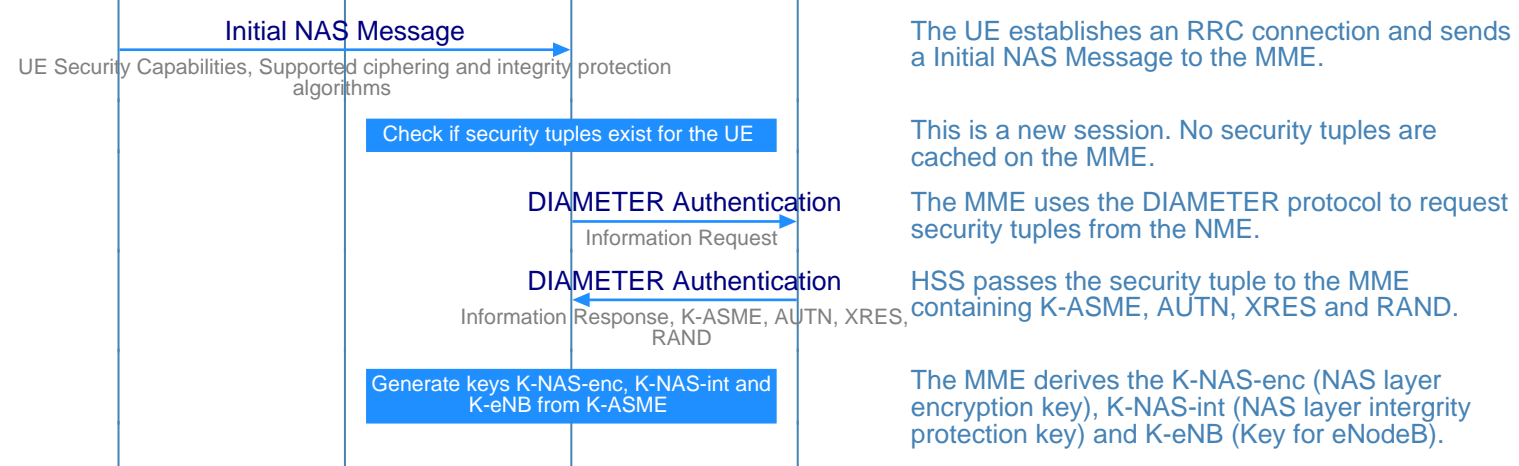 Initial NAS Message
UE Security Capabilities, Supported ciphering and integrity protection
algorithms
The UE establishes an RRC connection and sends
a Initial NAS Message to the MME.
Check if security tuples exist for the UE
This is a new session. No security tuples are
cached on the MME.
DIAMETER Authentication
Information Request
The MME uses the DIAMETER protocol to request
security tuples from the NME.
DIAMETER Authentication
Information Response, K-ASME, AUTN, XRES,
RAND
HSS passes the security tuple to the MME
containing K-ASME, AUTN, XRES and RAND.
Generate keys K-NAS-enc, K-NAS-int and
K-eNB from K-ASME
The MME derives the K-NAS-enc (NAS layer
encryption key), K-NAS-int (NAS layer intergrity
protection key) and K-eNB (Key for eNodeB).